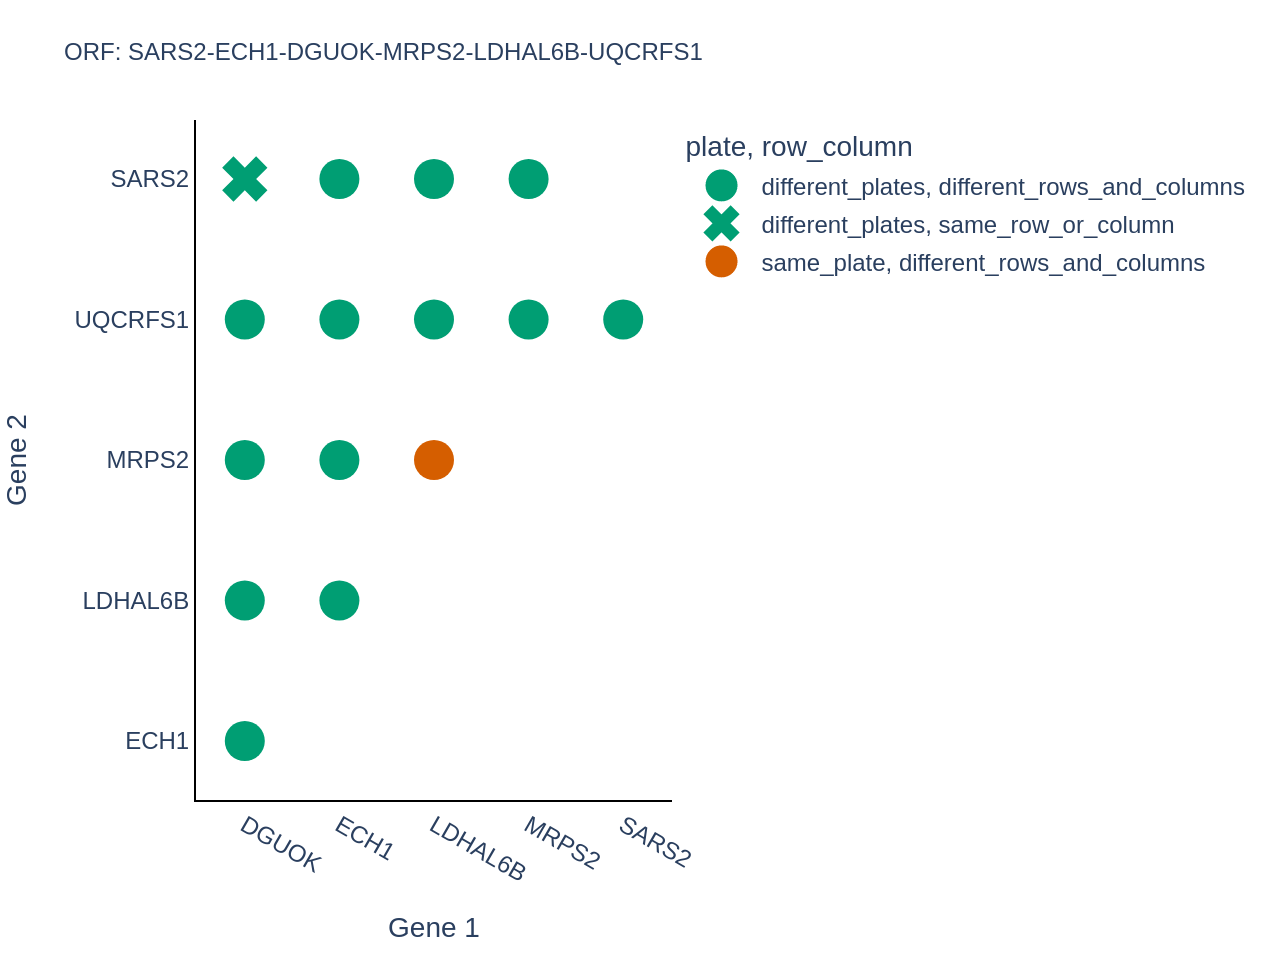 ORF: SARS2-ECH1-DGUOK-MRPS2-LDHAL6B-UQCRFS1
plate, row_column
different_plates, different_rows_and_columns
different_plates, same_row_or_column
same_plate, different_rows_and_columns
Gene 2
SARS2
UQCRFS1
MRPS2
LDHAL6B
ECH1
DGUOK
ECH1
LDHAL6B
MRPS2
SARS2
Gene 1